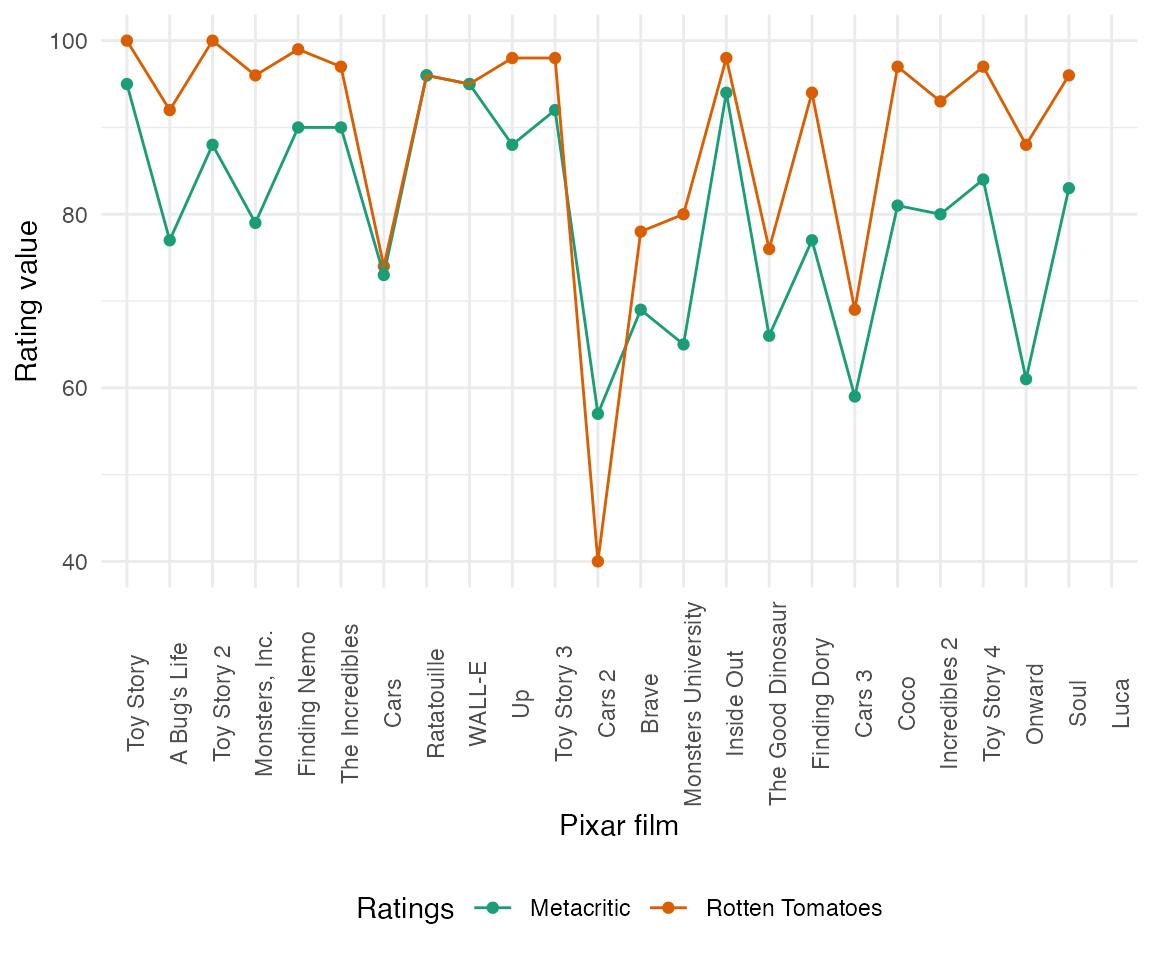 100
80
60
40
Rating value
Toy Story
A Bug's Life
Toy Story 2
Monsters, Inc.
Finding Nemo
The Incredibles
Cars
Ratatouille
WALL-E
Up
Toy Story 3
Cars 2
Brave
Monsters University
Inside Out
The Good Dinosaur
Finding Dory
Cars 3
Coco
Incredibles 2
Toy Story 4
Onward
Soul
Luca
Pixar film
Ratings Metacritic Rotten Tomatoes